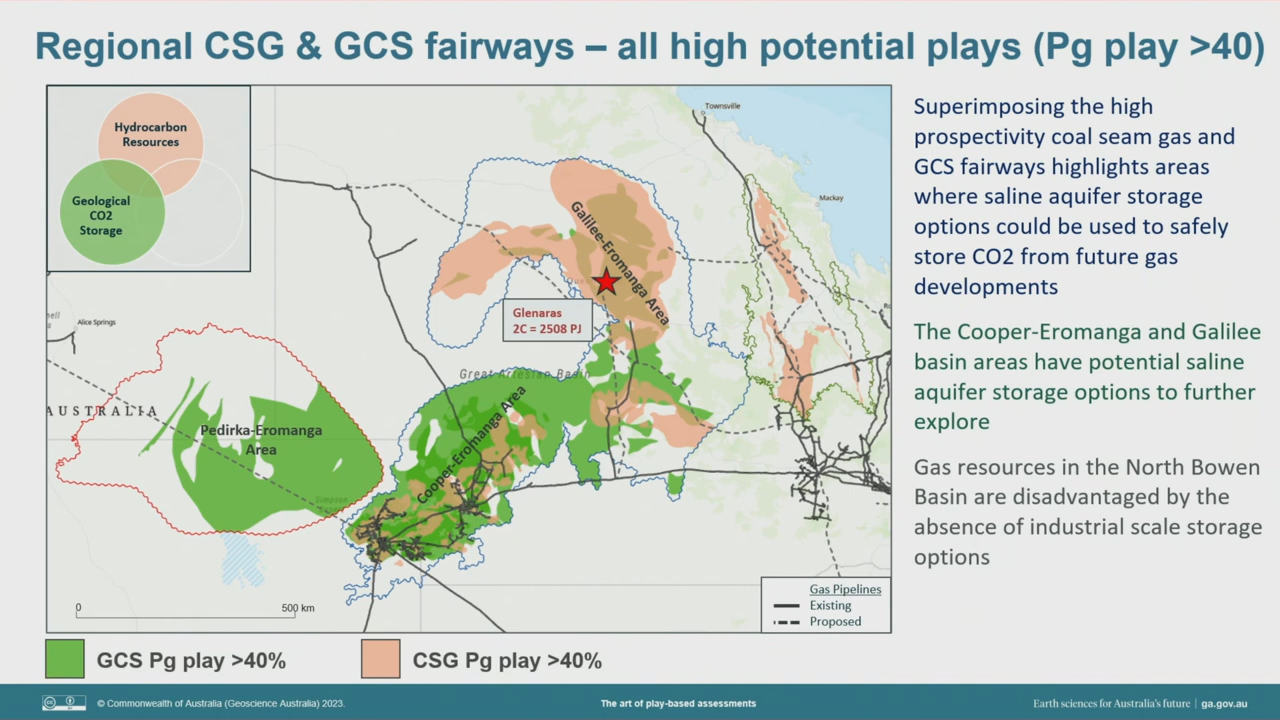 Regional CSG & GCS fairways – all high potential plays (Pg play >40)
Hydrocarbon
Resources
Geological
CO2
Storage
Townsville
Mackay
Galilee-Eromanga Area
Glenaras
2C = 2508 PJ
Alice Springs
Great Artesian Basin
AUSTRALIA
Pedirka-Eromanga
Area
Cooper-Eromanga Area
Simpson
0
500 km
Gas Pipelines
Existing
Proposed
GCS Pg play >40%
CSG Pg play >40%
Superimposing the high
prospectivity coal seam gas and
GCS fairways highlights areas
where saline aquifer storage
options could be used to safely
store CO2 from future gas
developments
The Cooper-Eromanga and Galilee
basin areas have potential saline
aquifer storage options to further
explore
Gas resources in the North Bowen
Basin are disadvantaged by the
absence of industrial scale storage
options
© Commonwealth of Australia (Geoscience Australia) 2023.
The art of play-based assessments
Earth sciences for Australia's future | ga.gov.au